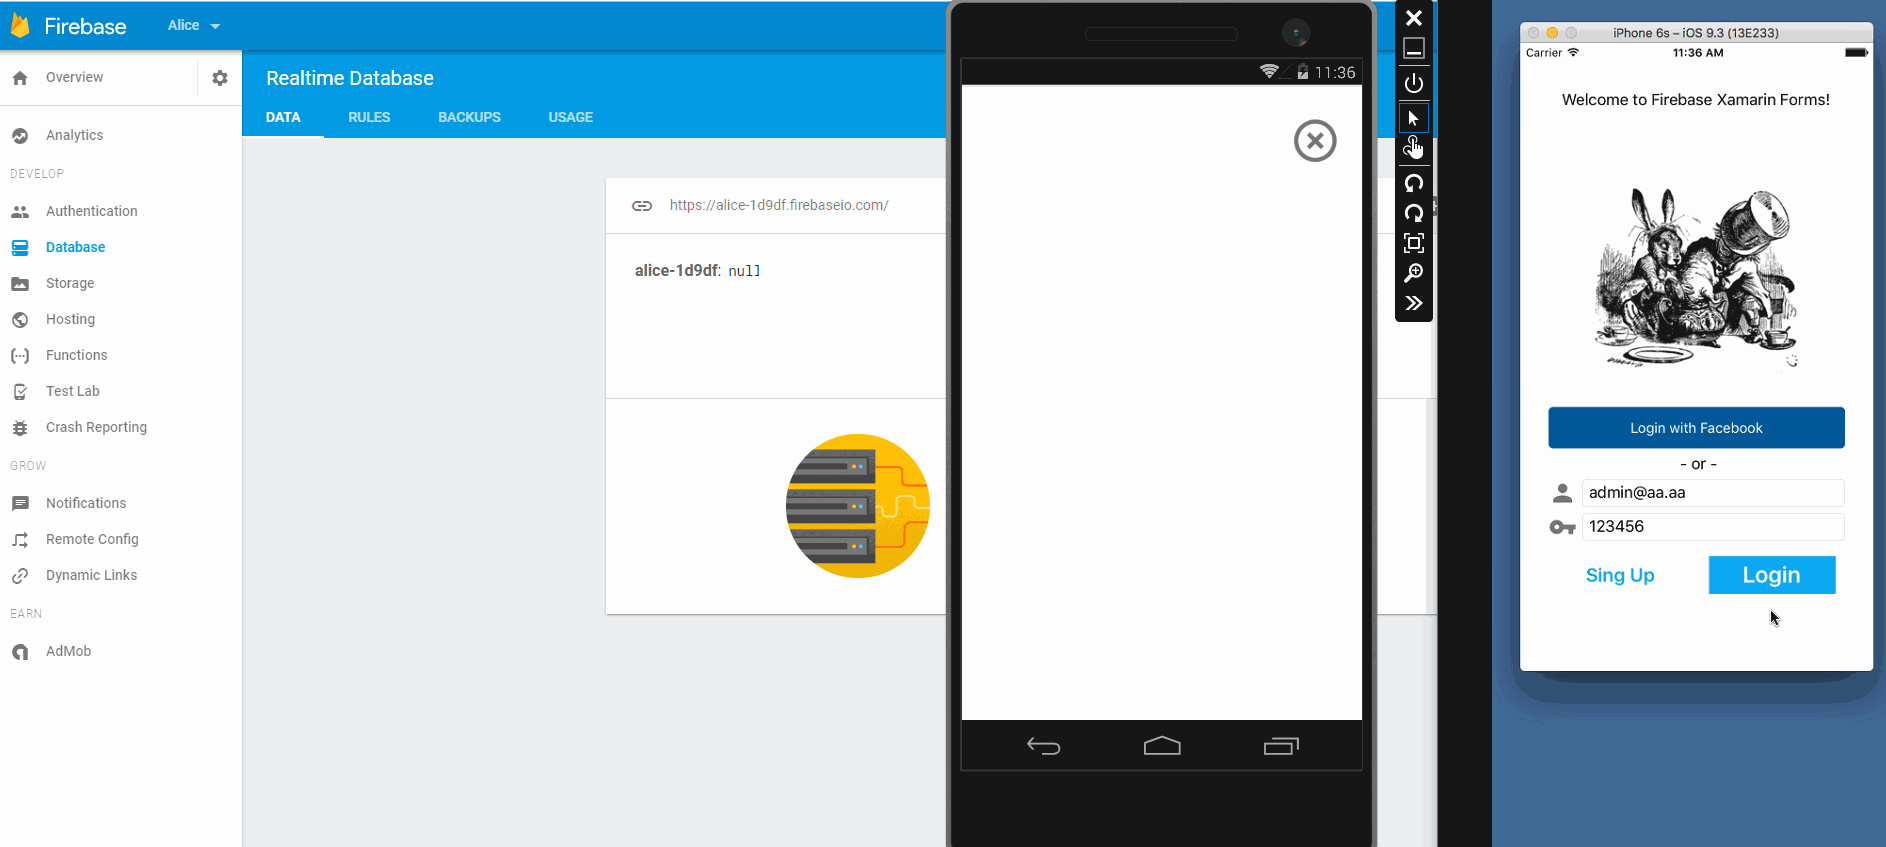 Firebase
Alice
Overview
Analytics
DEVELOP
Authentication
Database
Storage
Hosting
Functions
Test Lab
Crash Reporting
GROW
Notifications
Remote Config
Dynamic Links
EARN
AdMob
Realtime Database
DATA RULES BACKUPS USAGE
https://alice-1d9df.firebaseio.com/
alice-1d9df: null
11:36
iPhone 6s – iOS 9.3 (13E233)
Carrier 11:36 AM
Welcome to Firebase Xamarin Forms!
Login with Facebook
- or -
admin@aa.aa
123456
Sing Up Login